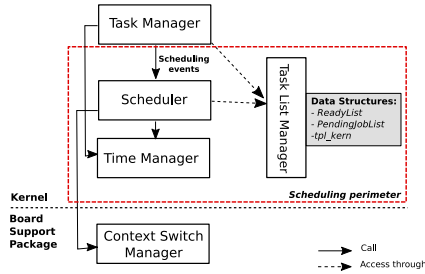 Task Manager
Scheduling
events
Scheduler
Time Manager
Task List Manager
Data Structures:
- ReadyList
- PendingJobList
- tpl_kern
Scheduling perimeter
Kernel
Board
Support
Package
Context Switch
Manager
Call
Access through